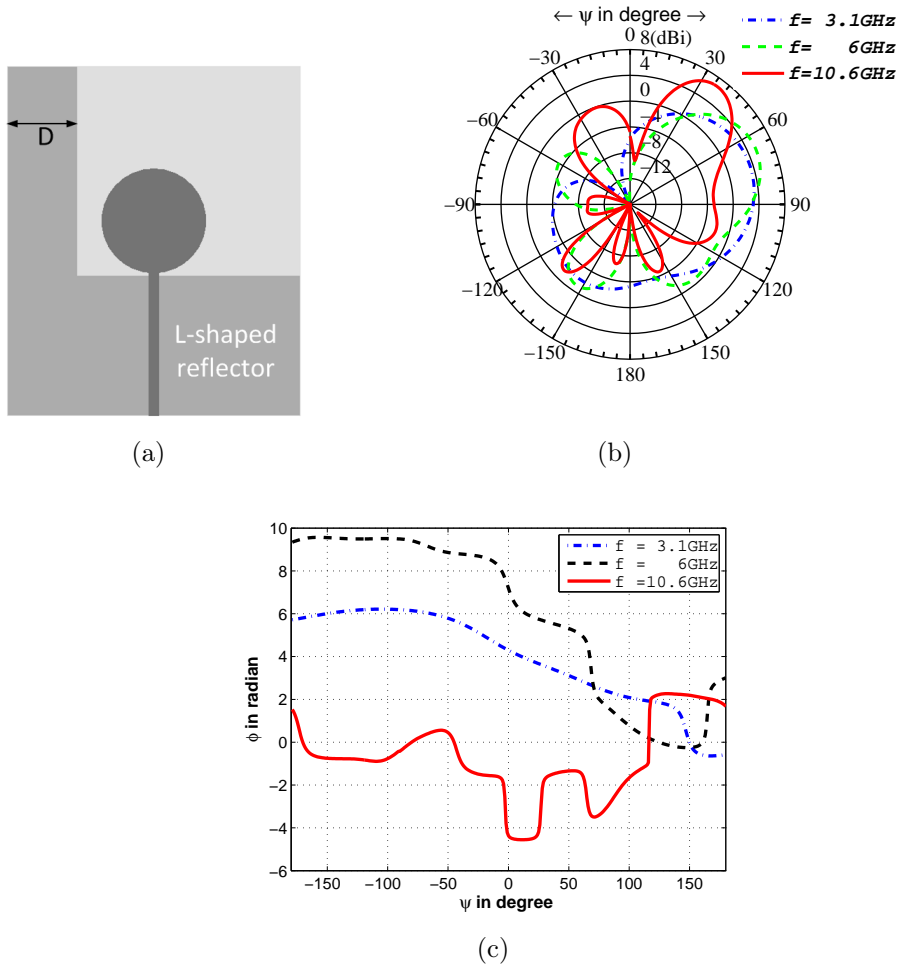 D
L-shaped
reflector
(a)
← ψ in degree →
f= 3.1GHz
f= 6GHz
f=10.6GHz
0
8(dBi)
4
0
−4
−8
−12
−30
30
−60
60
−90
90
−120
120
−150
150
180
(b)
f = 3.1GHz
f = 6GHz
f =10.6GHz
10
8
6
4
2
0
−2
−4
−6
ϕ in radian
−150 −100 −50 0 50 100 150
ψ in degree
(c)